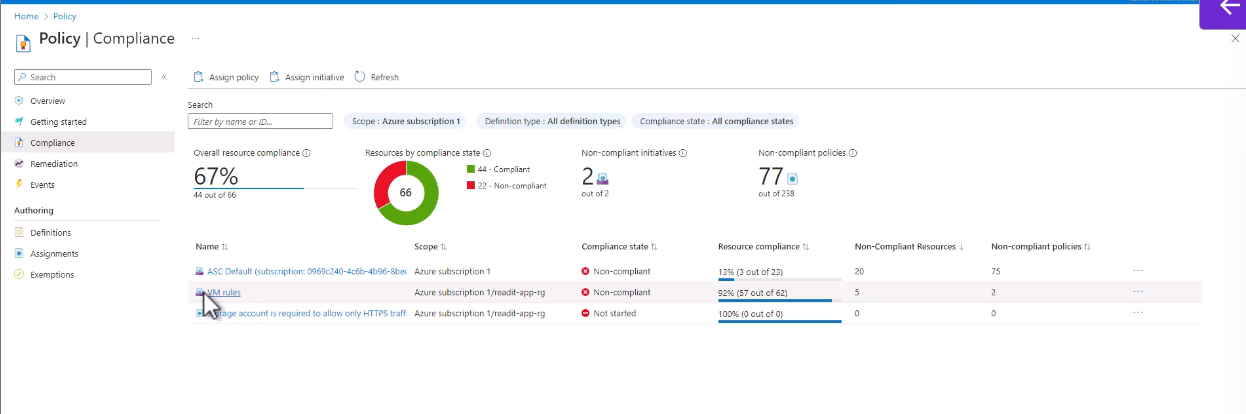 Home > Policy
Policy | Compliance ...
Search
«
Overview
Getting started
Compliance
Remediation
Events
Authoring
Definitions
Assignments
Exemptions
Assign policy Assign initiative Refresh
Search
Filter by name or ID...
Scope : Azure subscription 1
Definition type : All definition types
Compliance state : All compliance states
Overall resource compliance
67%
44 out of 66
Resources by compliance state
66
44 - Compliant
22 - Non-compliant
Non-compliant initiatives
2
out of 2
Non-compliant policies
77
out of 238
Name Scope Compliance state Resource compliance Non-Compliant Resources ↓ Non-compliant policies
ASC Default (subscription: 0969c240-4c6b-4b96-8bec Azure subscription 1 Non-compliant 13% (3 out of 23) 20 75 ...
VM rules Azure subscription 1/readit-app-rg Non-compliant 92% (57 out of 62) 5 2 ...
account is required to allow only HTTPS traffi Azure subscription 1/readit-app-rg Not started 100% (0 out of 0) 0 0 ...